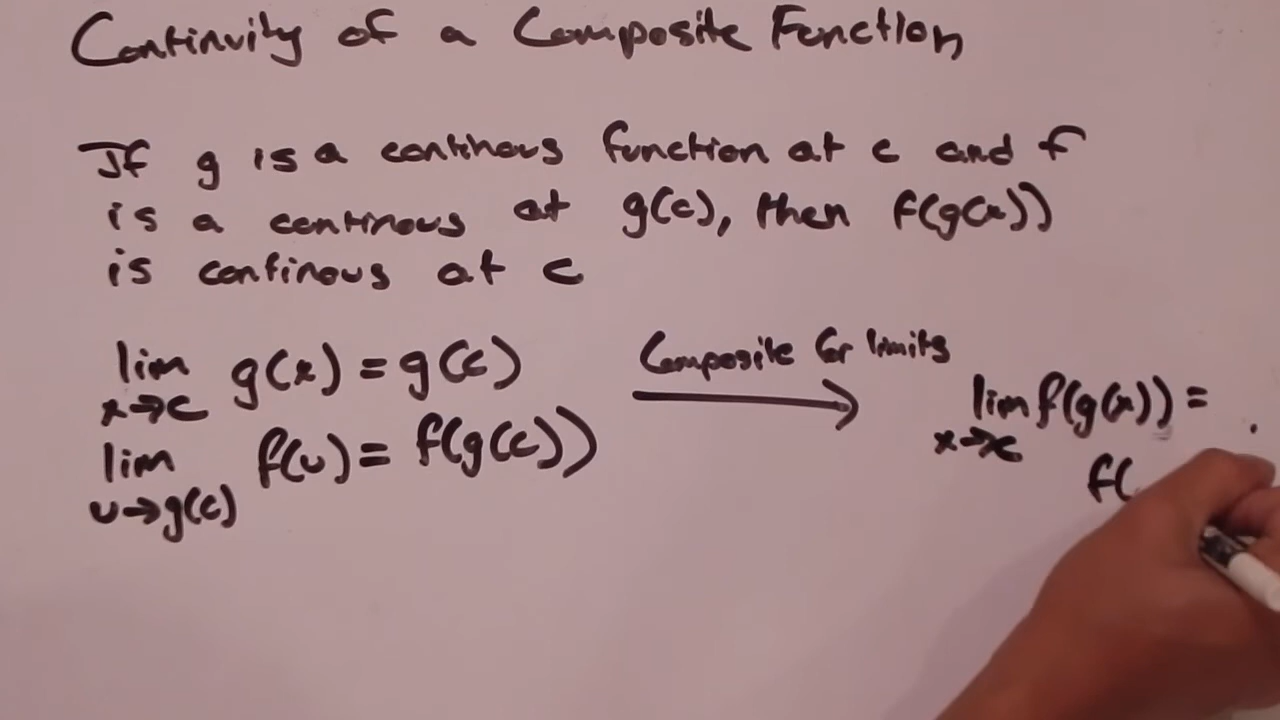 Continuity of a Composite Function
If g is a continous function at c and f
is a continous at g(c), then f(g(x))
is continous at c
lim g(x) = g(c)
x→c
lim f(u) = f(g(c))
u→g(c)
Composite for limits
lim f(g(x)) =
x→c
f(